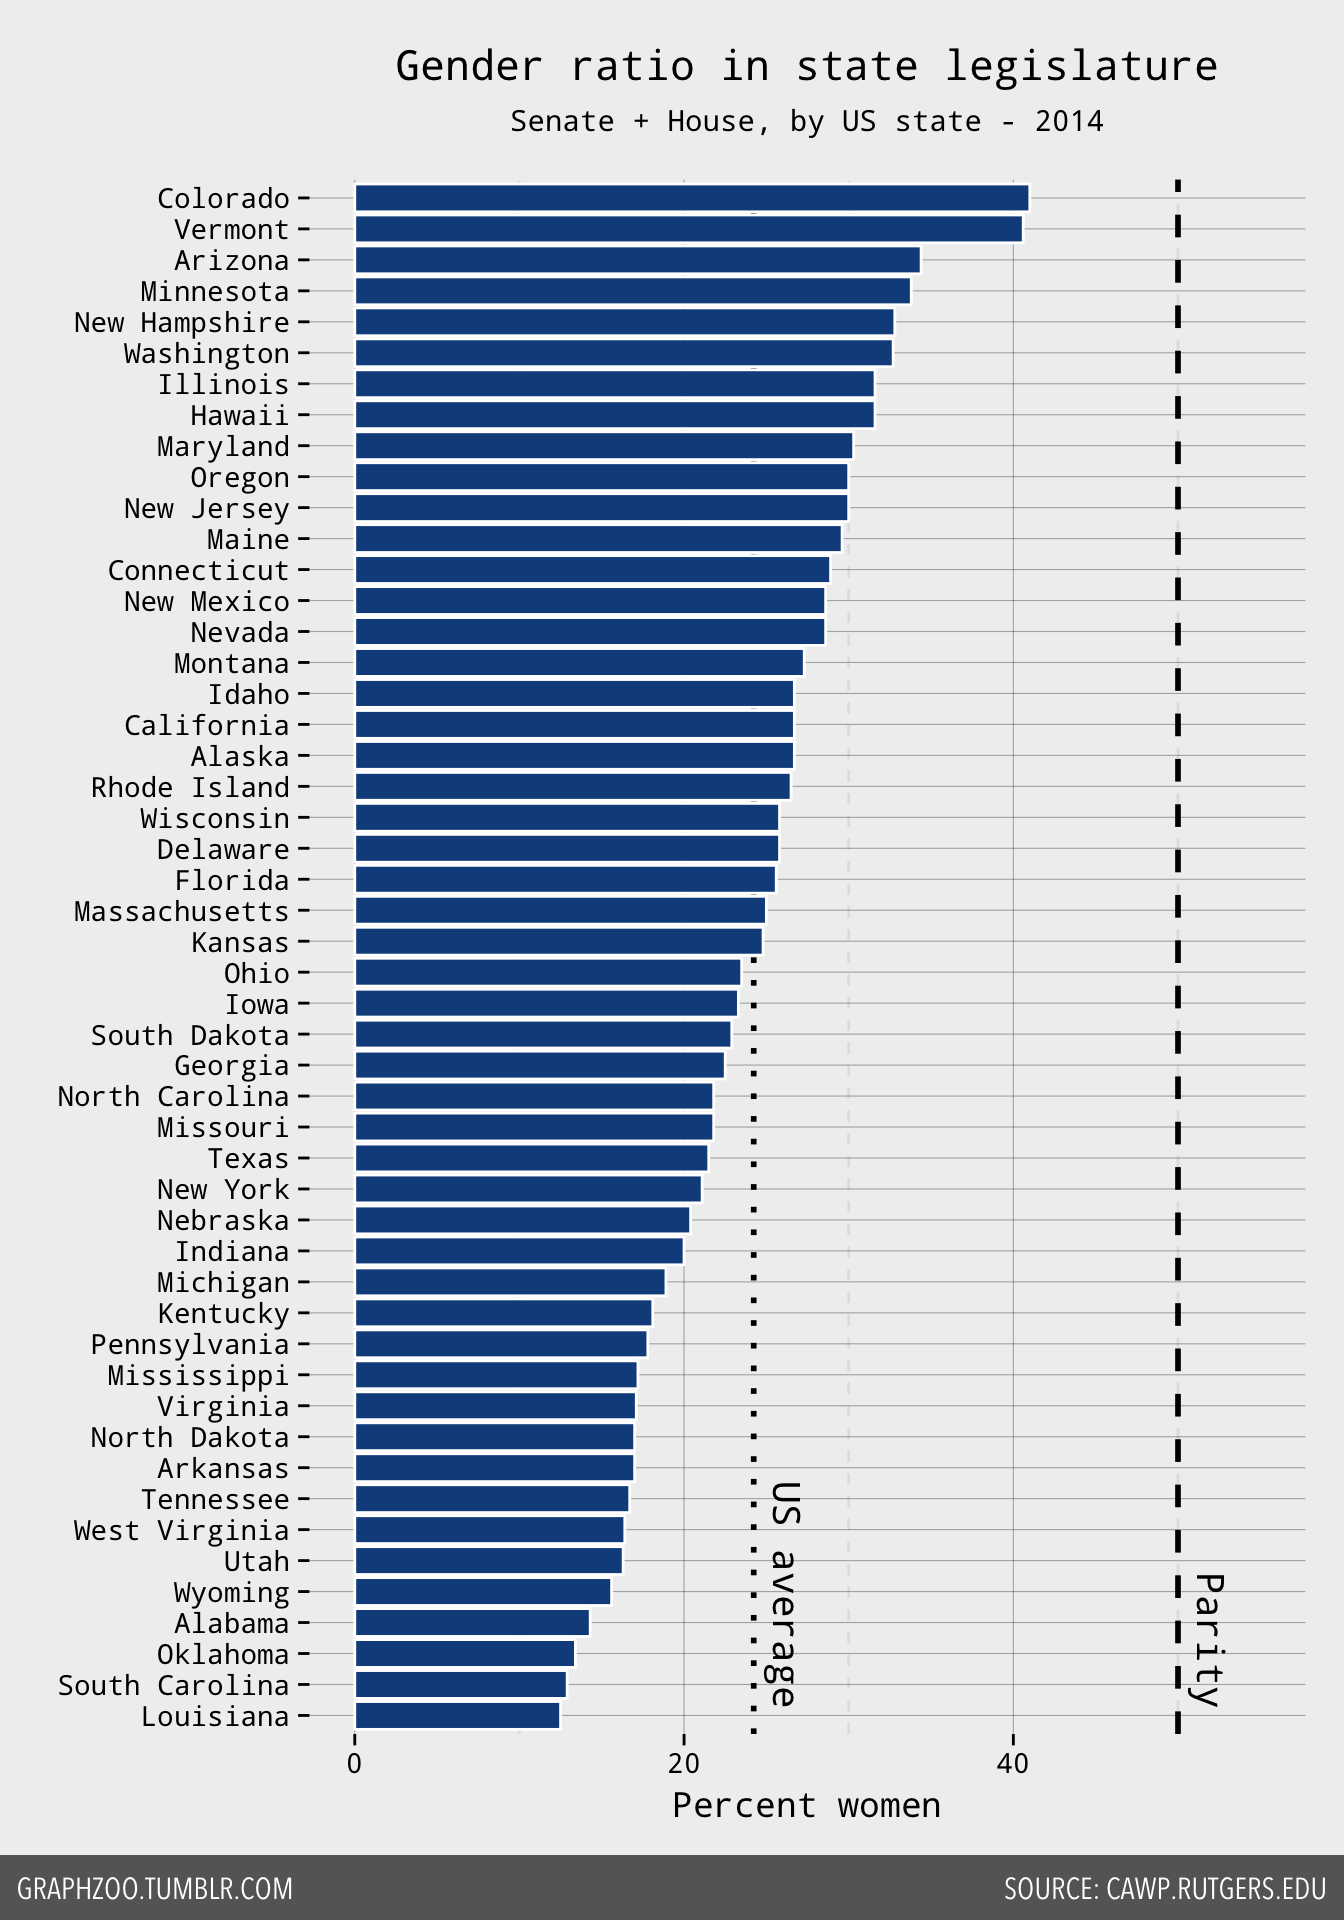 Gender ratio in state legislature
Senate + House, by US state - 2014
Colorado
Vermont
Arizona
Minnesota
New Hampshire
Washington
Illinois
Hawaii
Maryland
Oregon
New Jersey
Maine
Connecticut
New Mexico
Nevada
Montana
Idaho
California
Alaska
Rhode Island
Wisconsin
Delaware
Florida
Massachusetts
Kansas
Ohio
Iowa
South Dakota
Georgia
North Carolina
Missouri
Texas
New York
Nebraska
Indiana
Michigan
Kentucky
Pennsylvania
Mississippi
Virginia
North Dakota
Arkansas
Tennessee
West Virginia
Utah
Wyoming
Alabama
Oklahoma
South Carolina
Louisiana
US average
Parity
0 20 40
Percent women
GRAPHZOO.TUMBLR.COM
SOURCE: CAWP.RUTGERS.EDU